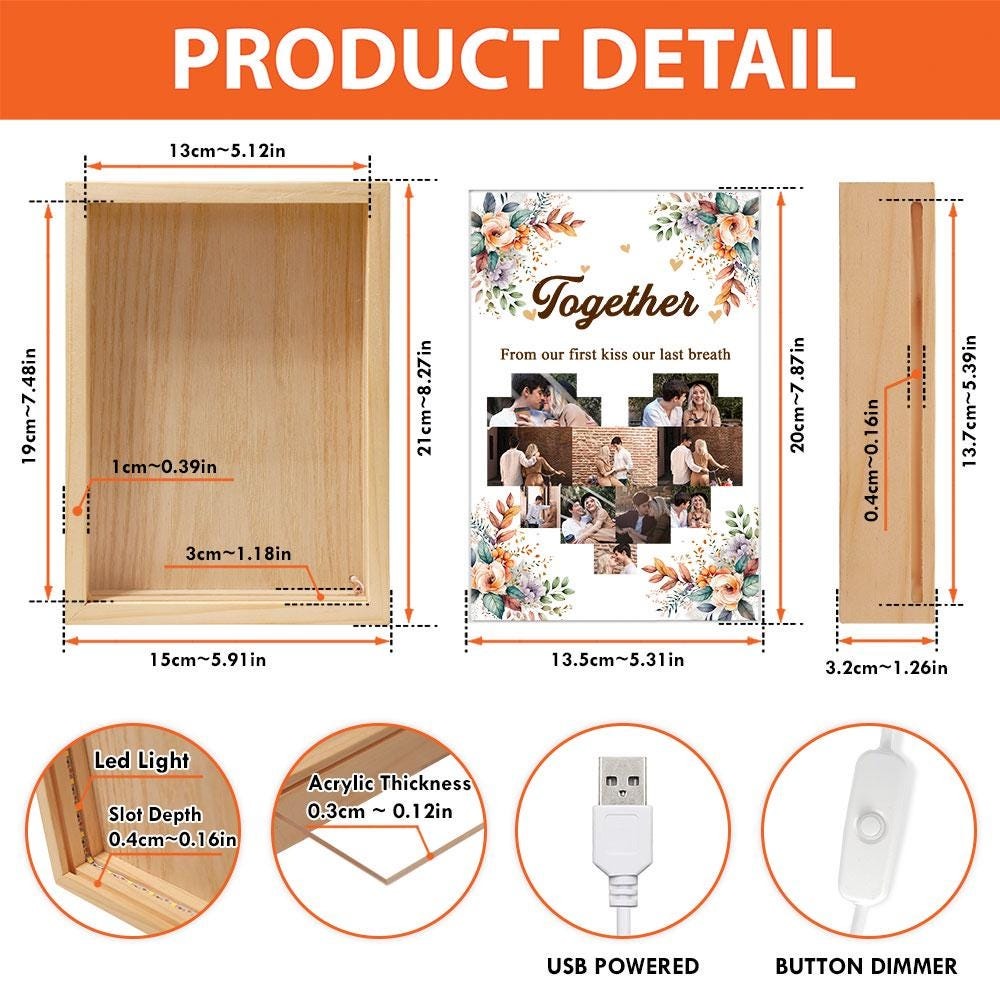 PRODUCT DETAIL
13cm~5.12in
19cm~7.48in
1cm~0.39in
3cm~1.18in
21cm~8.27in
15cm~5.91in
Together
From our first kiss our last breath
20cm~7.87in
13.5cm~5.31in
0.4cm~0.16in
13.7cm~5.39in
3.2cm~1.26in
Led Light
Slot Depth
0.4cm~0.16in
Acrylic Thickness
0.3cm ~ 0.12in
USB POWERED
BUTTON DIMMER